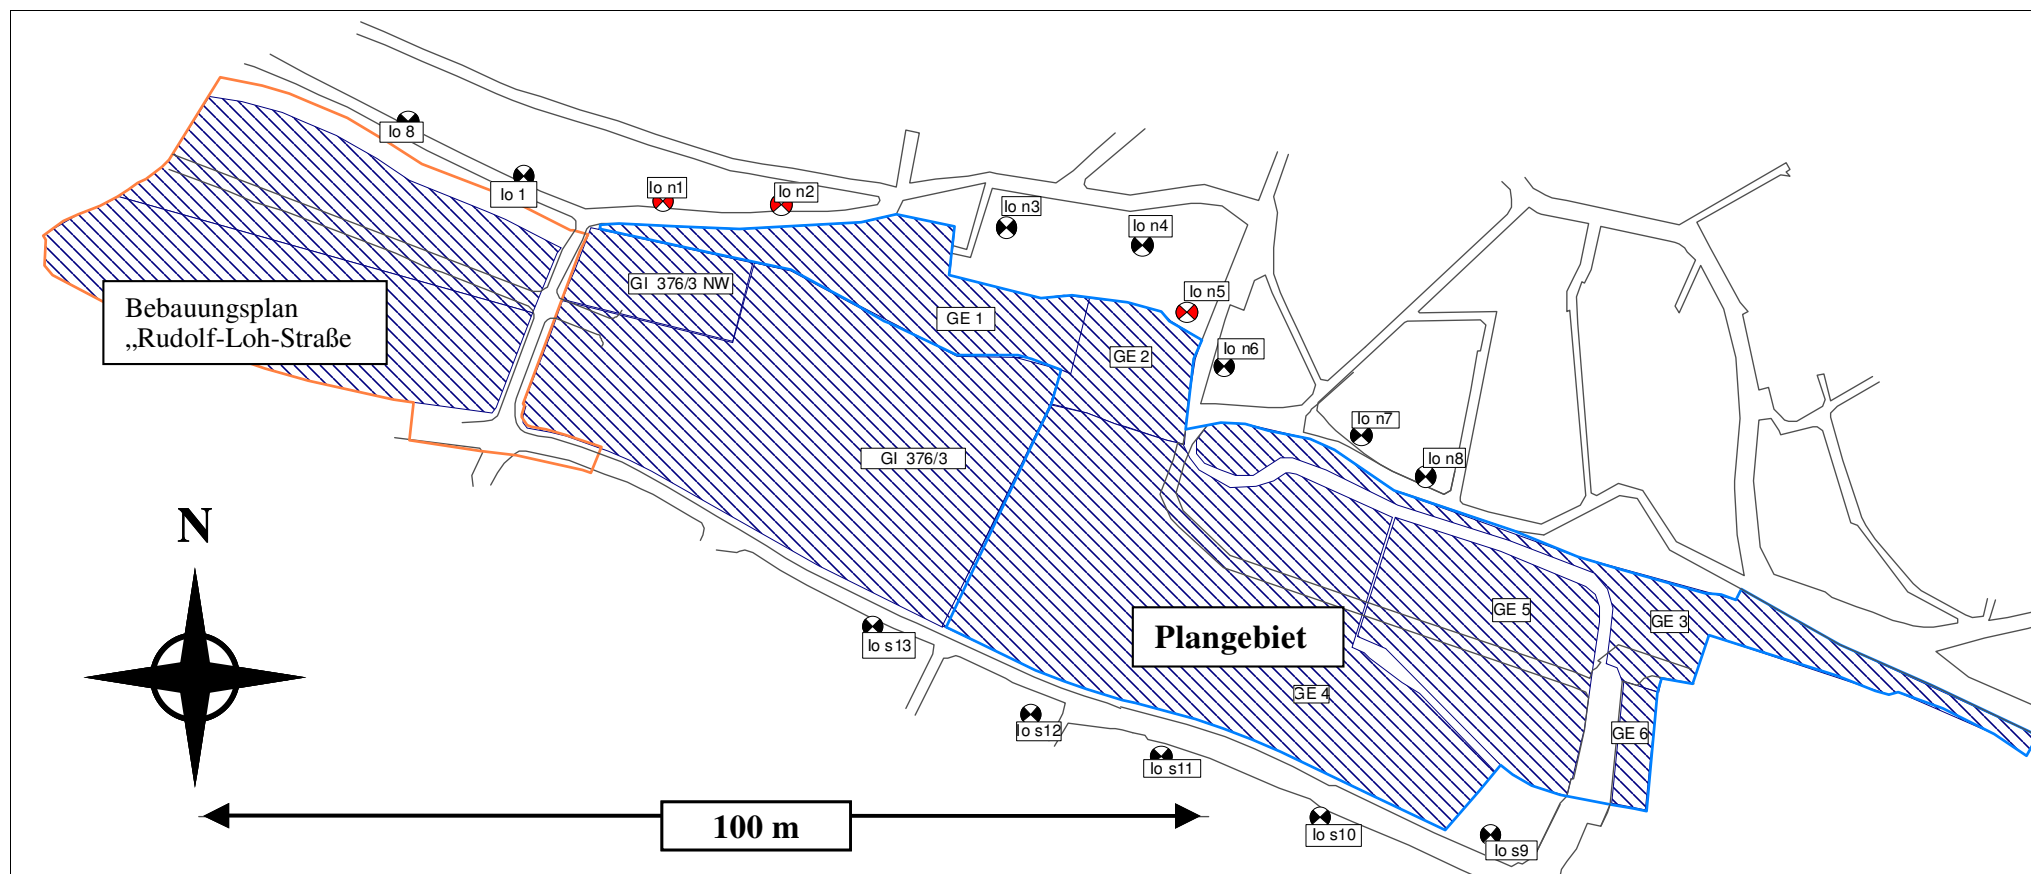 Io 8
Io 1
Io n1
Io n2
Io n3
Io n4
GI 376/3 NW
Io n5
Bebauungsplan
„Rudolf-Loh-Straße
GE 1
GE 2
Io n6
Io n7
GI 376/3
Io n8
N
GE 5
GE 3
Plangebiet
Io s13
GE 4
Io s12
GE 6
Io s11
100 m
Io s10
Io s9